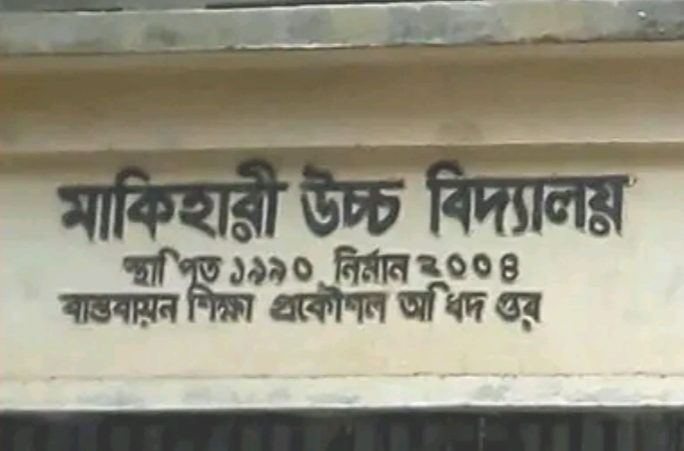 মাকিহারী উচ্চ বিদ্যালয়
স্থাপিত ১৯৯০ নির্মান ২০০৪
বাস্তবায়ন শিক্ষা প্রকৌশল অধিদপ্তর